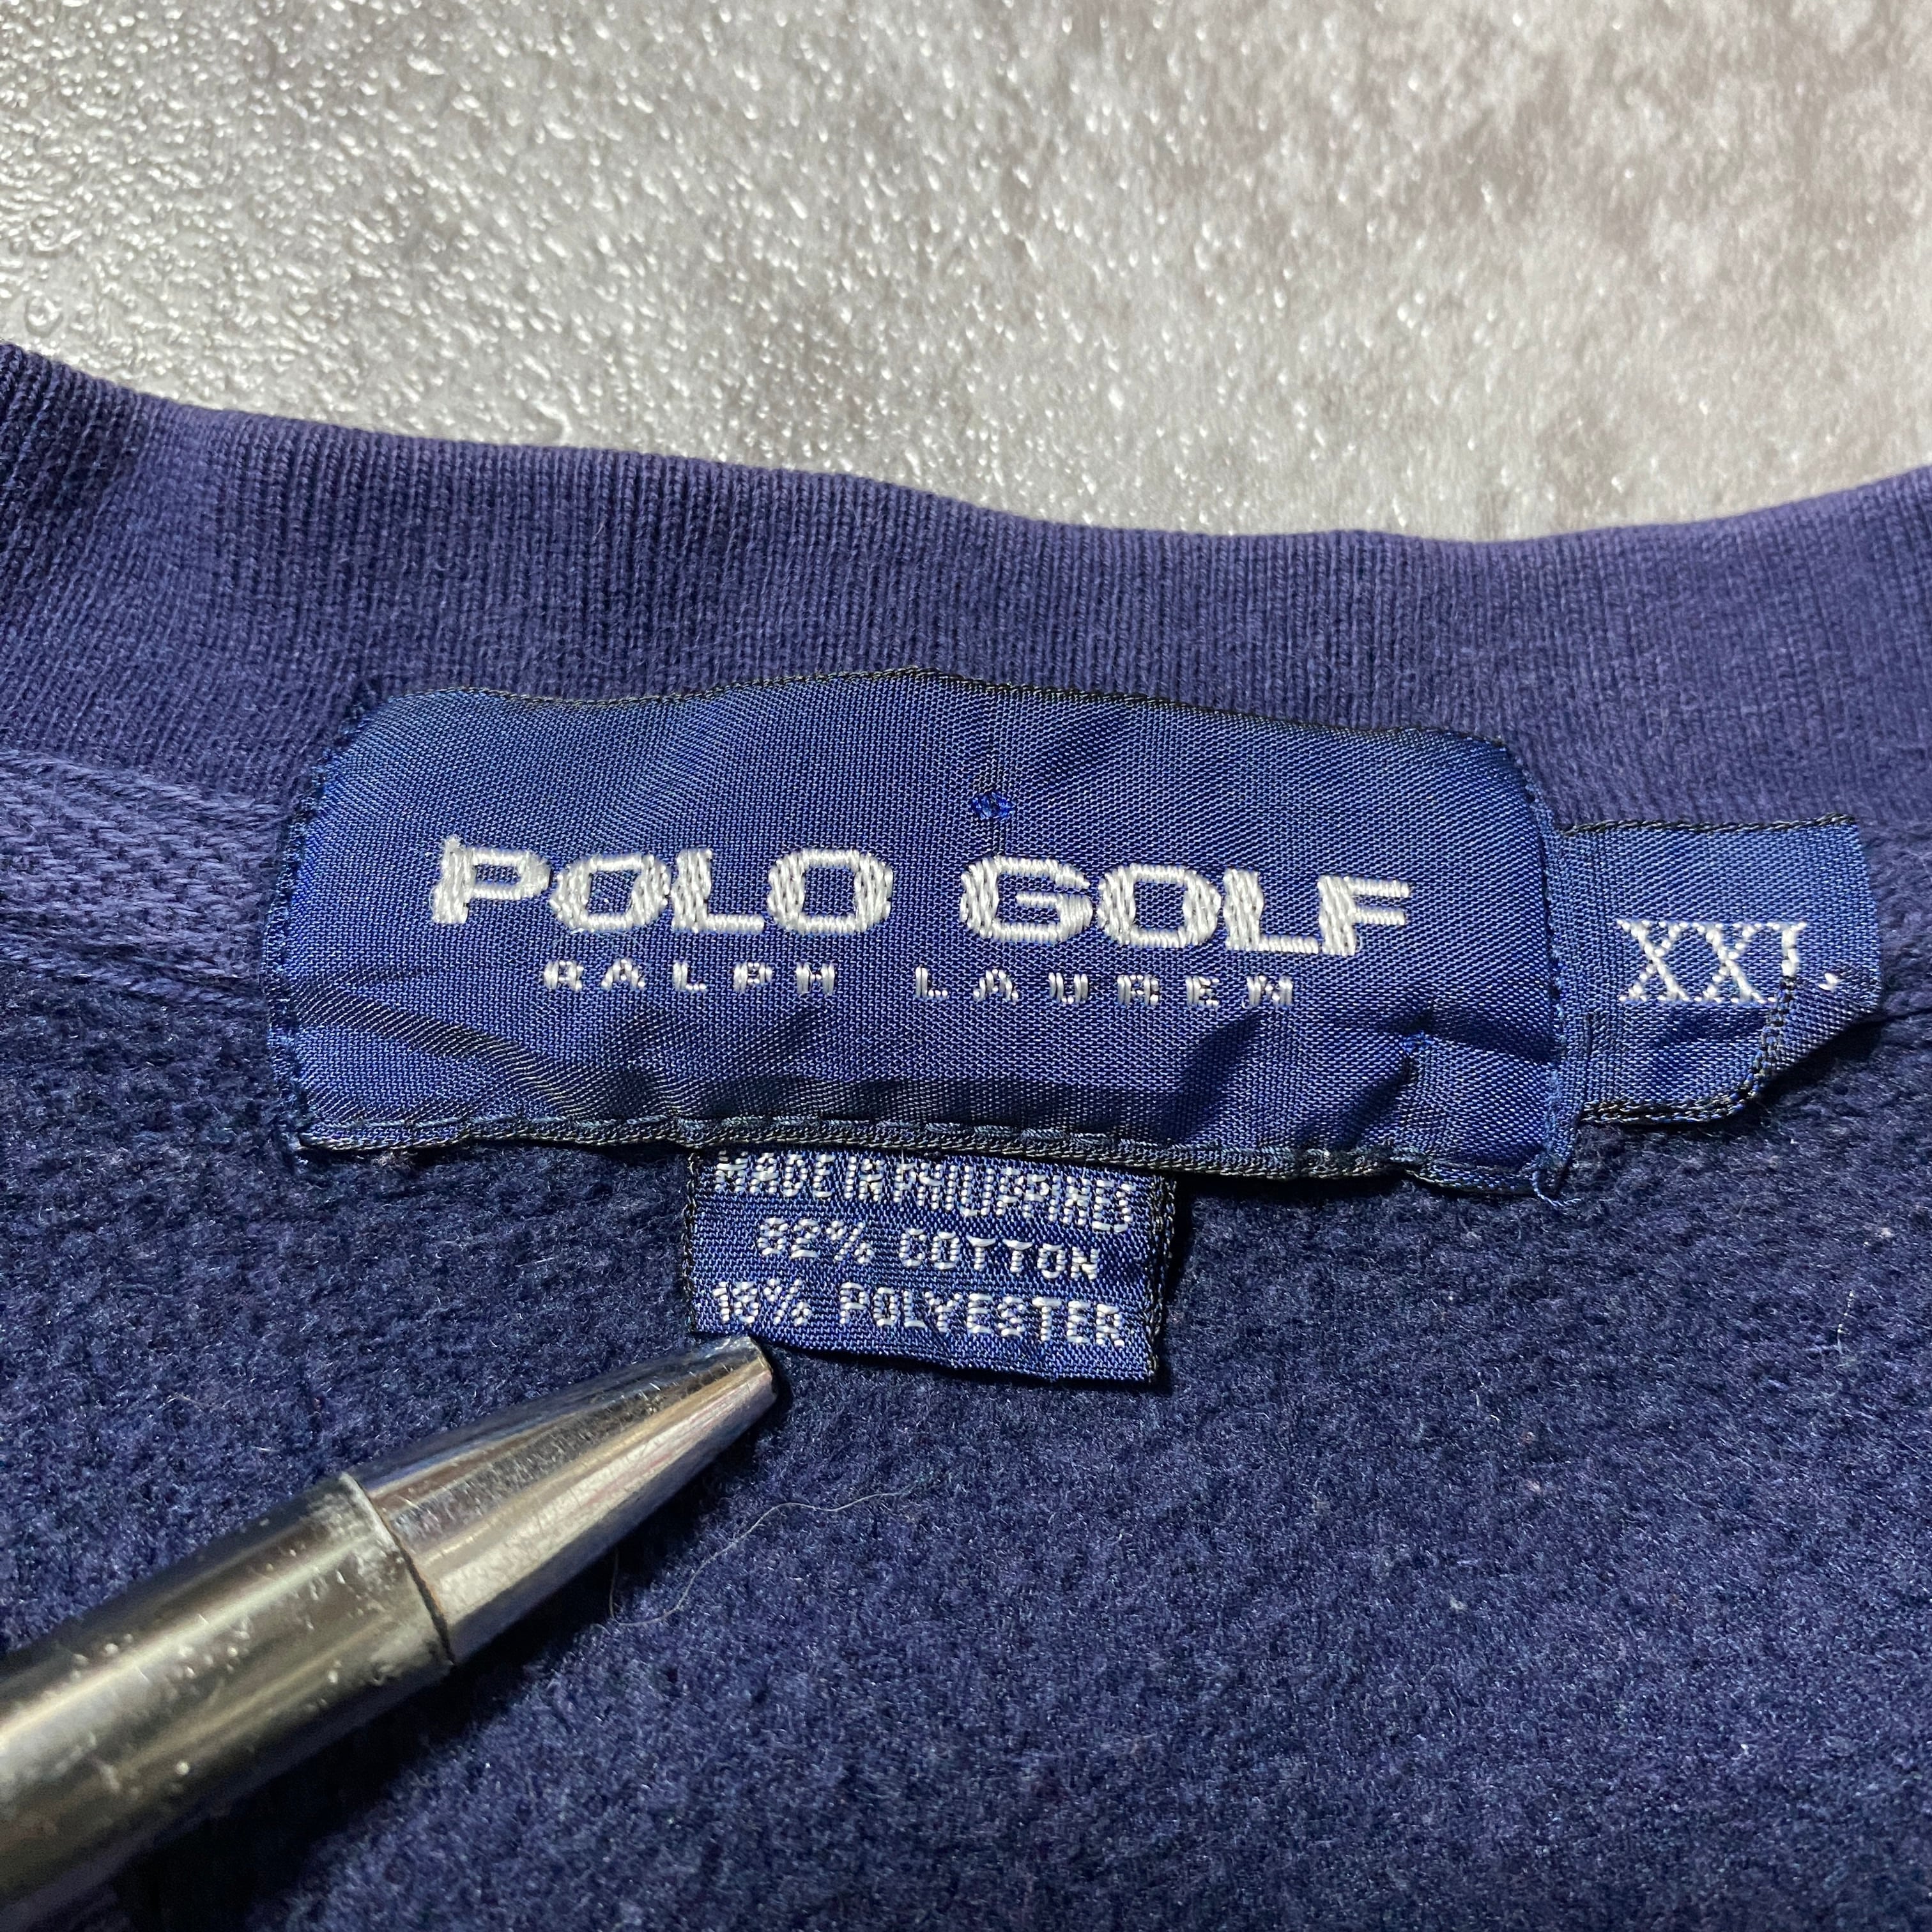 POLO GOLF
RALPH LAUREN
XXL
MADE IN PHILIPPINES
82% COTTON
18% POLYESTER